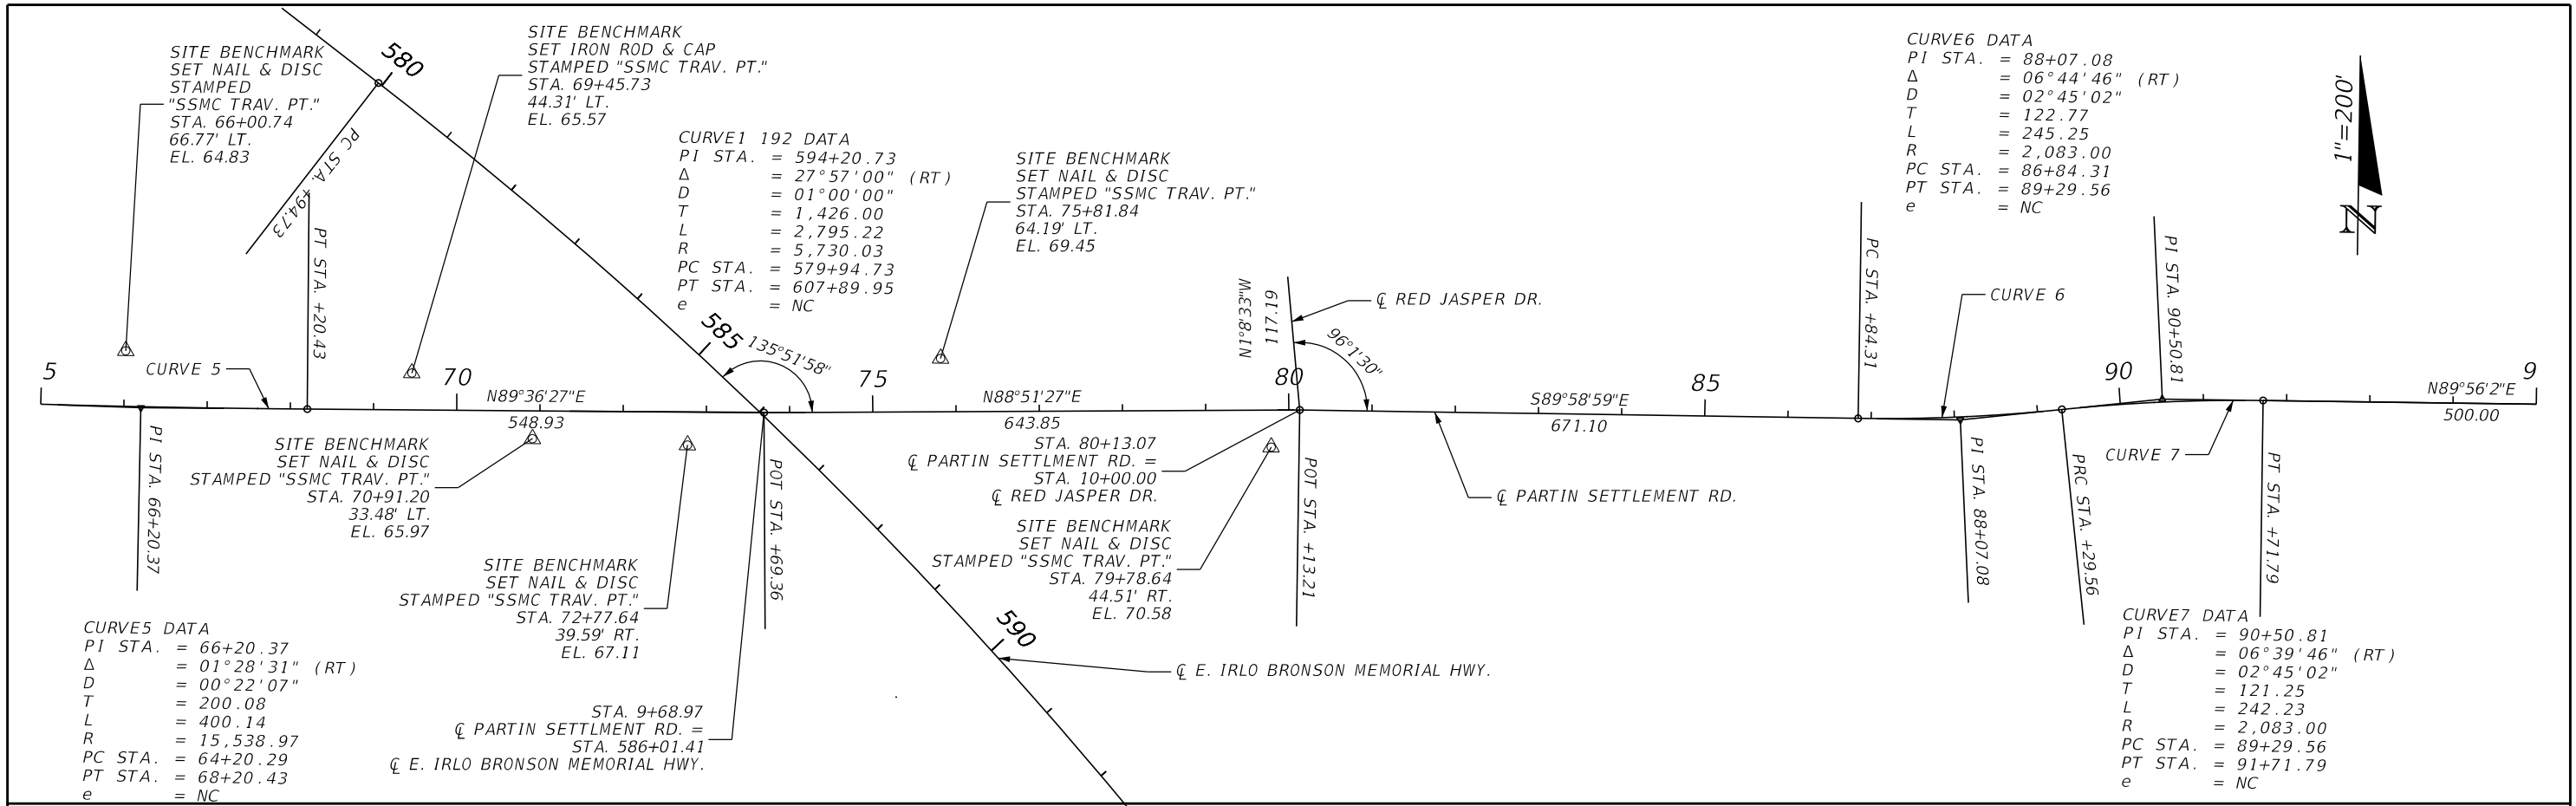 SITE BENCHMARK
SET NAIL & DISC
STAMPED
"SSMC TRAV. PT."
STA. 66+00.74
66.77' LT.
EL. 64.83
580
PC STA. +94.73
SITE BENCHMARK
SET IRON ROD & CAP
STAMPED "SSMC TRAV. PT."
STA. 69+45.73
44.31' LT.
EL. 65.57
CURVE1 192 DATA
PI STA. = 594+20.73
Δ = 27°57'00" (RT)
D = 01°00'00"
T = 1,426.00
L = 2,795.22
R = 5,730.03
PC STA. = 579+94.73
PT STA. = 607+89.95
e = NC
SITE BENCHMARK
SET NAIL & DISC
STAMPED "SSMC TRAV. PT."
STA. 75+81.84
64.19' LT.
EL. 69.45
CURVE6 DATA
PI STA. = 88+07.08
Δ = 06°44'46" (RT)
D = 02°45'02"
T = 122.77
L = 245.25
R = 2,083.00
PC STA. = 86+84.31
PT STA. = 89+29.56
e = NC
1"=200'
N
PT STA. +20.43
585
135°51'58"
N1°8'33"W
117.19
℄ RED JASPER DR.
96°1'30"
PC STA. +84.31
CURVE 6
PI STA. 90+50.81
5
CURVE 5
70
N89°36'27"E
548.93
75
N88°51'27"E
643.85
80
S89°58'59"E
671.10
85
90
N89°56'2"E
500.00
9
PI STA. 66+20.37
SITE BENCHMARK
SET NAIL & DISC
STAMPED "SSMC TRAV. PT."
STA. 70+91.20
33.48' LT.
EL. 65.97
POT STA. +69.36
STA. 80+13.07
℄ PARTIN SETTLMENT RD. =
STA. 10+00.00
℄ RED JASPER DR.
POT STA. +13.21
℄ PARTIN SETTLEMENT RD.
PI STA. 88+07.08
PRC STA. +29.56
CURVE 7
PT STA. +71.79
SITE BENCHMARK
SET NAIL & DISC
STAMPED "SSMC TRAV. PT."
STA. 79+78.64
44.51' RT.
EL. 70.58
SITE BENCHMARK
SET NAIL & DISC
STAMPED "SSMC TRAV. PT."
STA. 72+77.64
39.59' RT.
EL. 67.11
590
℄ E. IRLO BRONSON MEMORIAL HWY.
CURVE5 DATA
PI STA. = 66+20.37
Δ = 01°28'31" (RT)
D = 00°22'07"
T = 200.08
L = 400.14
R = 15,538.97
PC STA. = 64+20.29
PT STA. = 68+20.43
e = NC
STA. 9+68.97
℄ PARTIN SETTLMENT RD. =
STA. 586+01.41
℄ E. IRLO BRONSON MEMORIAL HWY.
CURVE7 DATA
PI STA. = 90+50.81
Δ = 06°39'46" (RT)
D = 02°45'02"
T = 121.25
L = 242.23
R = 2,083.00
PC STA. = 89+29.56
PT STA. = 91+71.79
e = NC